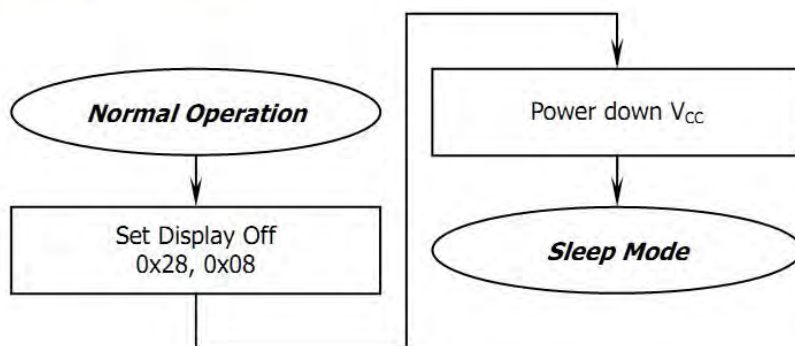 Normal Operation
Set Display Off
0x28, 0x08
Power down VCC
Sleep Mode